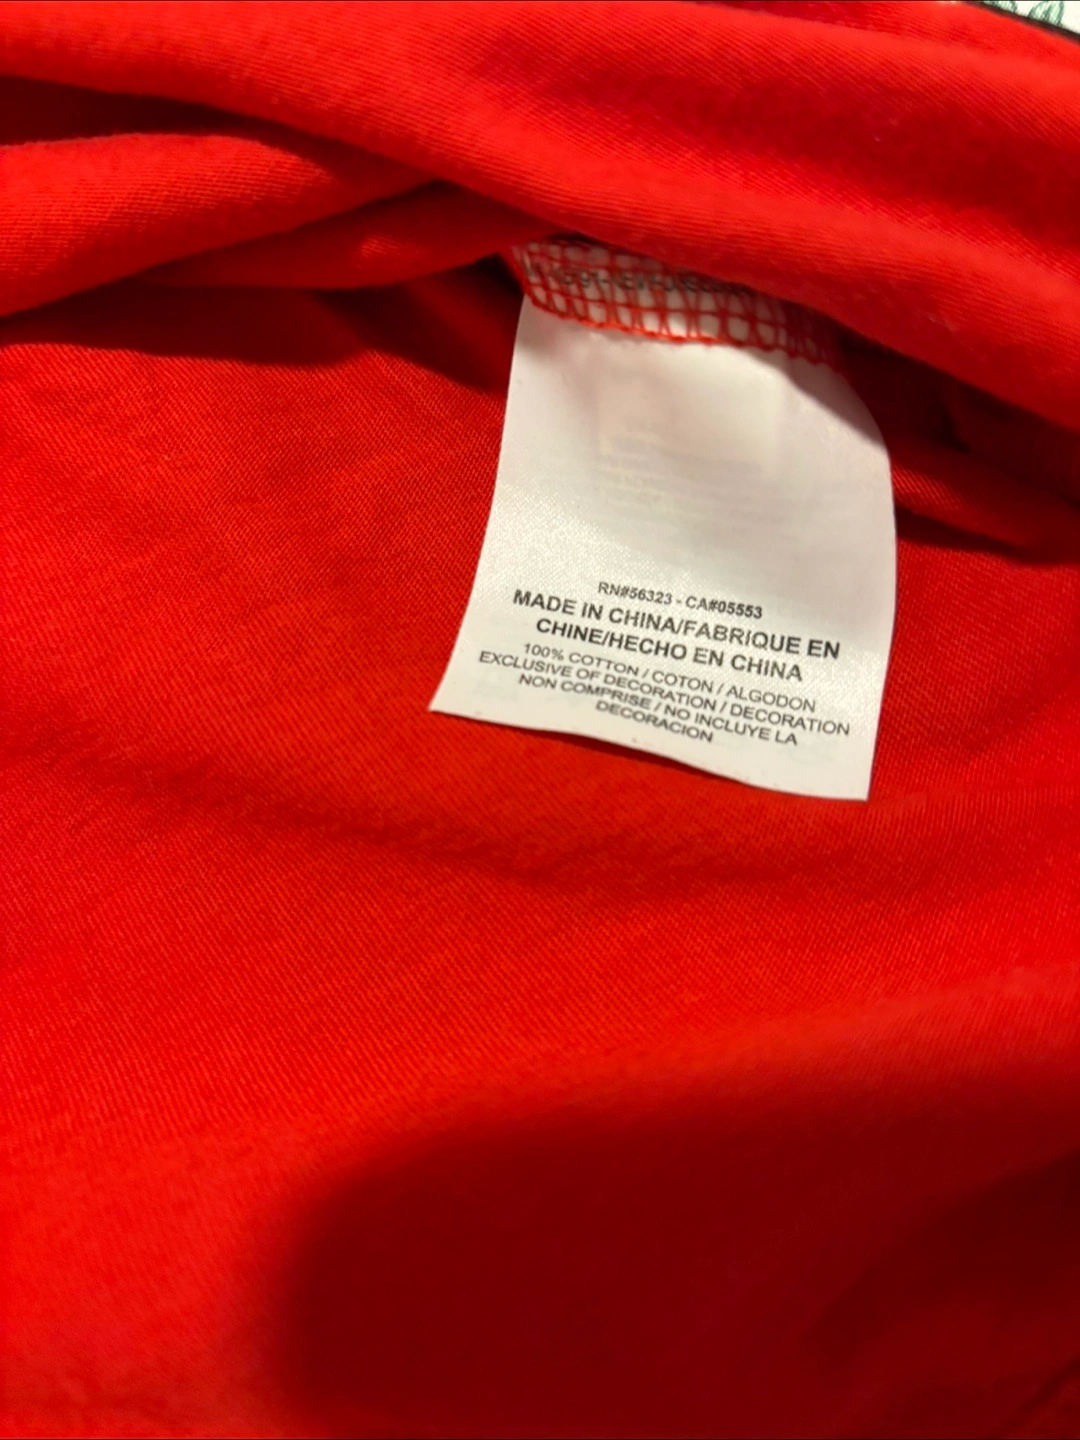 RN#56323 - CA#05553
MADE IN CHINA/FABRIQUE EN
CHINE/HECHO EN CHINA
100% COTTON / COTON / ALGODON
EXCLUSIVE OF DECORATION / DECORATION
NON COMPRISE / NO INCLUYE LA
DECORACION